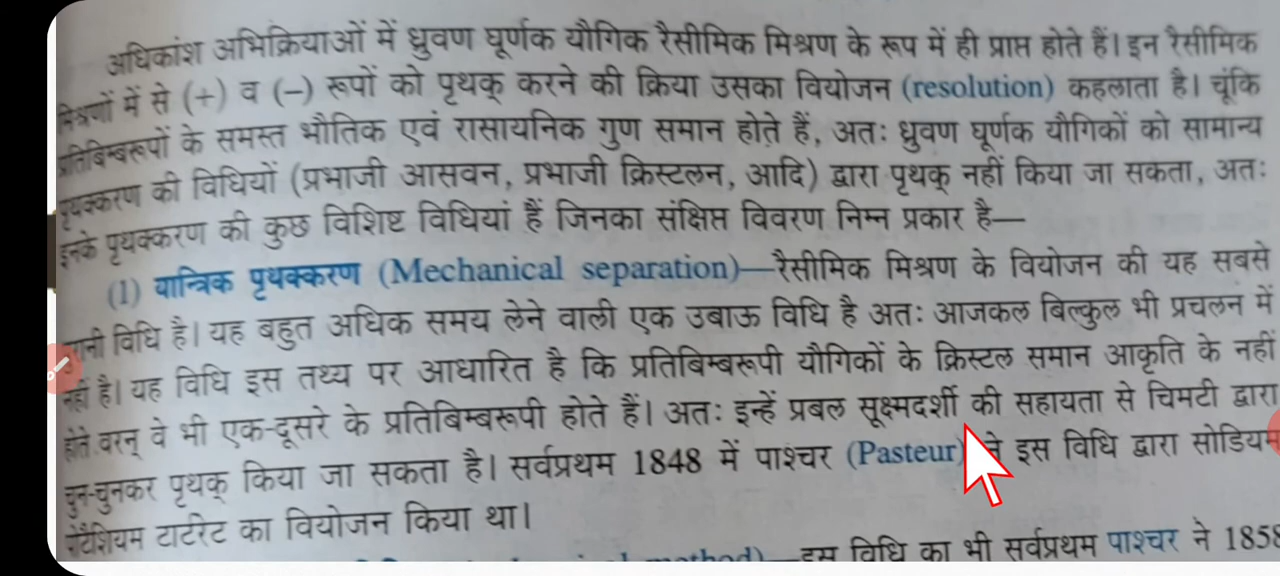 अधिकांश अभिक्रियाओं में ध्रुवण घूर्णक यौगिक रैसीमिक मिश्रण के रूप में ही प्राप्त होते हैं। इन रैसीमिक
मिश्रणों में से (+) व (−) रूपों को पृथक् करने की क्रिया उसका वियोजन (resolution) कहलाता है। चूंकि
प्रतिबिम्बरूपों के समस्त भौतिक एवं रासायनिक गुण समान होते हैं, अतः ध्रुवण घूर्णक यौगिकों को सामान्य
पृथक्करण की विधियों (प्रभाजी आसवन, प्रभाजी क्रिस्टलन, आदि) द्वारा पृथक् नहीं किया जा सकता, अतः
इनके पृथक्करण की कुछ विशिष्ट विधियां हैं जिनका संक्षिप्त विवरण निम्न प्रकार है—
(1) यान्त्रिक पृथक्करण (Mechanical separation)—रैसीमिक मिश्रण के वियोजन की यह सबसे
विधि है। यह बहुत अधिक समय लेने वाली एक उबाऊ विधि है अतः आजकल बिल्कुल भी प्रचलन में
नहीं है। यह विधि इस तथ्य पर आधारित है कि प्रतिबिम्बरूपी यौगिकों के क्रिस्टल समान आकृति के नहीं
होते वरन् वे भी एक-दूसरे के प्रतिबिम्बरूपी होते हैं। अतः इन्हें प्रबल सूक्ष्मदर्शी की सहायता से चिमटी द्वारा
चुन-चुनकर पृथक् किया जा सकता है। सर्वप्रथम 1848 में पाश्चर (Pasteur) ने इस विधि द्वारा सोडियम
पोटैशियम टार्टरेट का वियोजन किया था।
method)—इस विधि का भी सर्वप्रथम पाश्चर ने 1858